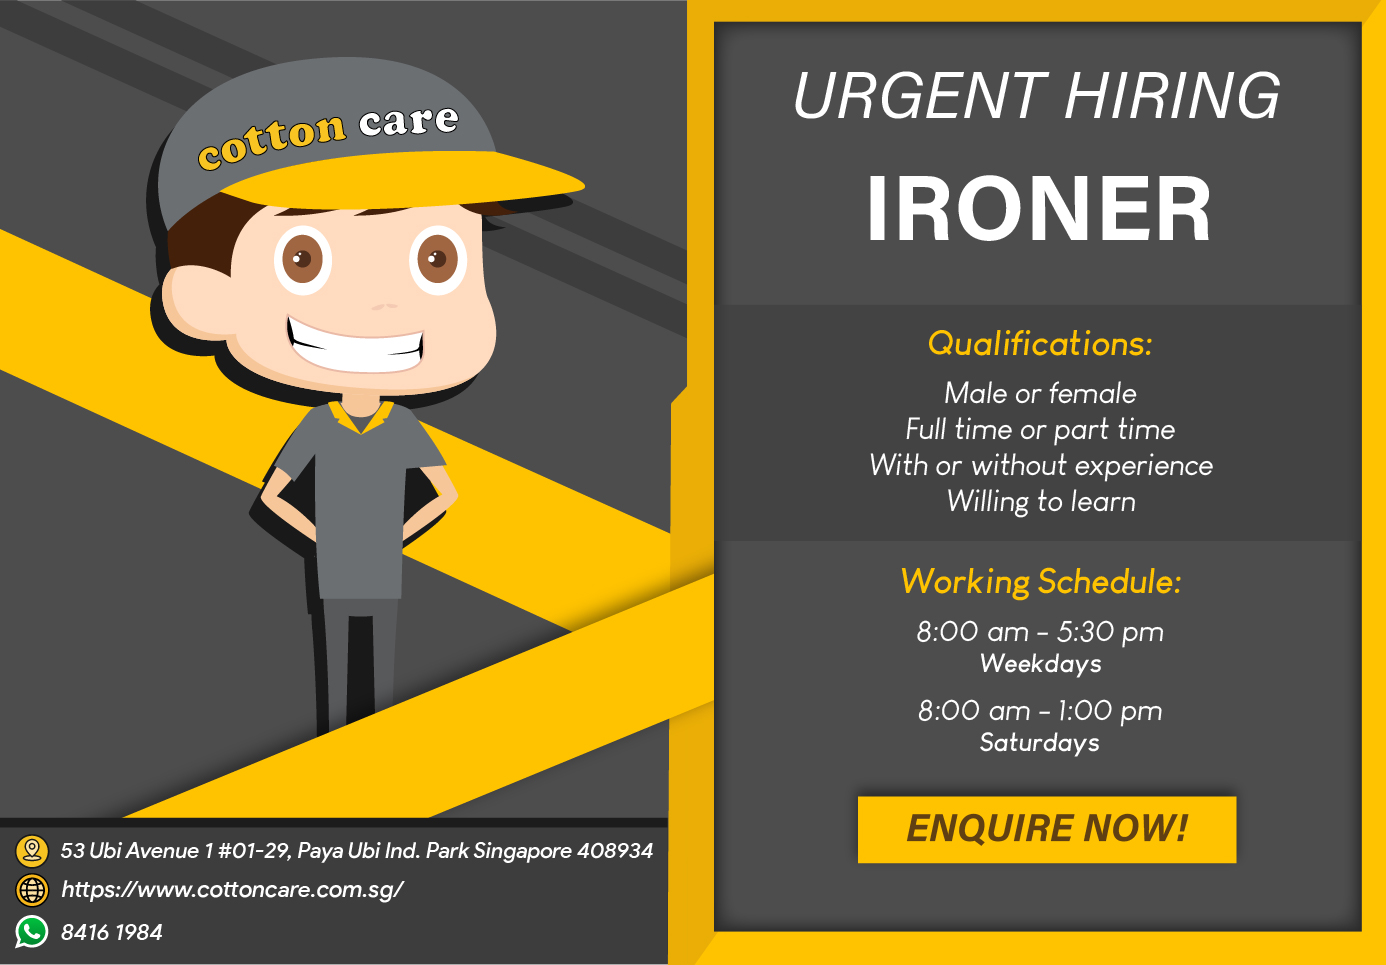 cotton care
URGENT HIRING
IRONER
Qualifications:
Male or female
Full time or part time
With or without experience
Willing to learn
Working Schedule:
8:00 am - 5:30 pm
Weekdays
8:00 am - 1:00 pm
Saturdays
ENQUIRE NOW!
53 Ubi Avenue 1 #01-29, Paya Ubi Ind. Park Singapore 408934
https://www.cottoncare.com.sg/
8416 1984